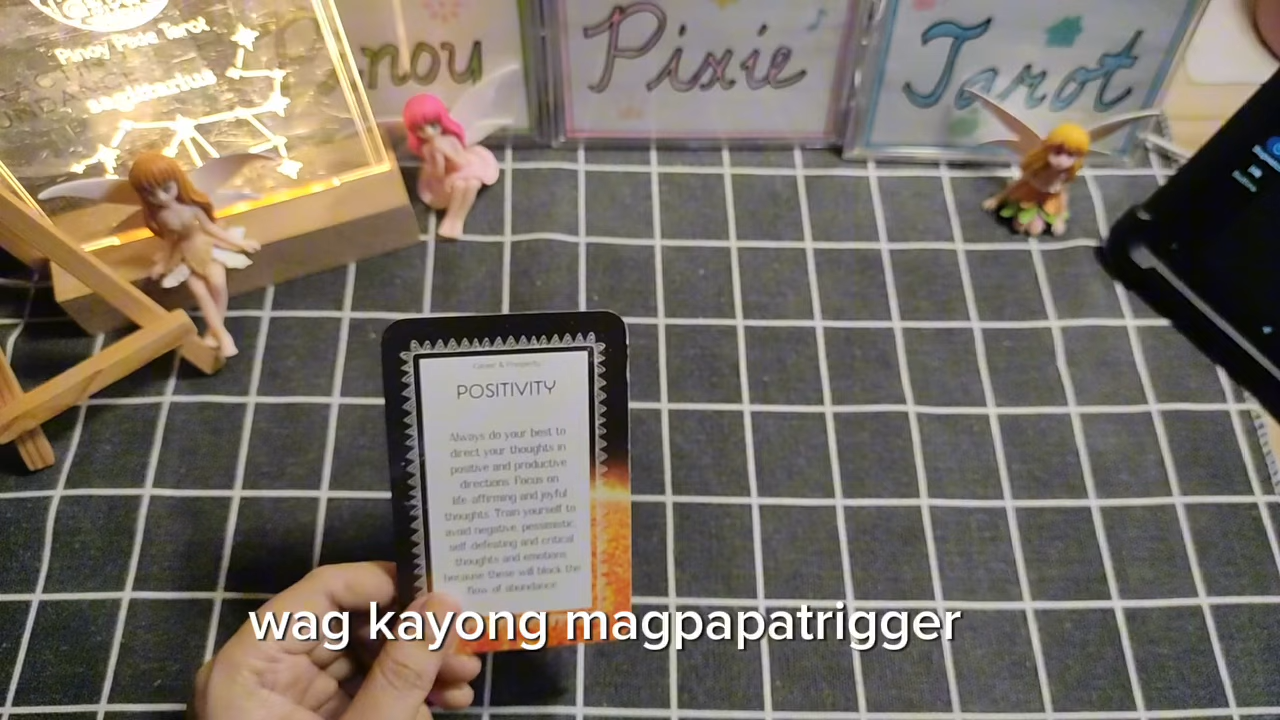 Pinoy Pixie Tarot
sagittarius
nou
Pixie
Tarot
Career & Prosperity
POSITIVITY
Always do your best to
direct your thoughts in
positive and productive
directions. Focus on
life-affirming and joyful
thoughts. Train yourself to
avoid negative, pessimistic,
self-defeating and critical
thoughts and emotions
because these will block the
flow of abundance.
wag kayong magpapatrigger